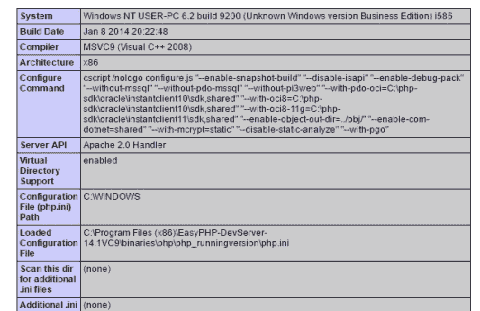 System Windows NT USER-PC 6.2 build 9200 (Unknown Windows version Business Edition) i586
Build Date Jan 8 2014 20:22:48
Compiler MSVC9 (Visual C++ 2008)
Architecture x86
Configure Command cscript /nologo configure.js "--enable-snapshot-build" "--disable-isapi" "--enable-debug-pack"
"--without-mssql" "--without-pdo-mssql" "--without-pi3web" "--with-pdo-oci=C:\php-
sdk\oracle\instantclient10\sdk,shared" "--with-oci8=C:\php-
sdk\oracle\instantclient10\sdk,shared" "--with-oci8-11g=C:\php-
sdk\oracle\instantclient11\sdk,shared" "--enable-object-out-dir=../obj/" "--enable-com-
dotnet=shared" "--with-mcrypt=static" "--disable-static-analyze" "--with-pgo"
Server API Apache 2.0 Handler
Virtual Directory Support enabled
Configuration File (php.ini) Path C:\WINDOWS
Loaded Configuration File C:\Program Files (x86)\EasyPHP-DevServer-
14.1VC9\binaries\php\php_runningversion\php.ini
Scan this dir for additional .ini files (none)
Additional .ini (none)